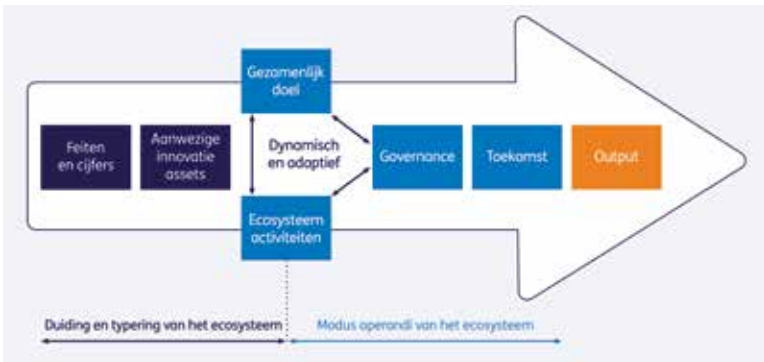 Gezamenlijk
doel
Feiten
en cijfers
Aanwezige
innovatie
assets
Dynamisch
en adaptief
Governance
Toekomst
Output
Ecosysteem
activiteiten
Duiding en typering van het ecosysteem
Modus operandi van het ecosysteem